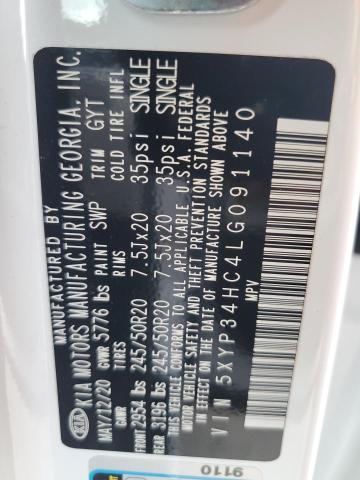 MANUFACTURED BY
KIA KIA MOTORS MANUFACTURING GEORGIA, INC.
MAY/12/20 GVWR 5776 lbs PAINT SWP TRIM GYT
GAWR TIRES RIMS COLD TIRE INFL
FRONT 2954 lbs 245/50R20 7.5Jx20 35psi SINGLE
REAR 3196 lbs 245/50R20 7.5Jx20 35psi SINGLE
THIS VEHICLE CONFORMS TO ALL APPLICABLE U.S.A. FEDERAL
MOTOR VEHICLE SAFETY AND THEFT PREVENTION STANDARDS
IN EFFECT ON THE DATE OF MANUFACTURE SHOWN ABOVE
VIN 5XYP34HC4LG091140
MPV
9110